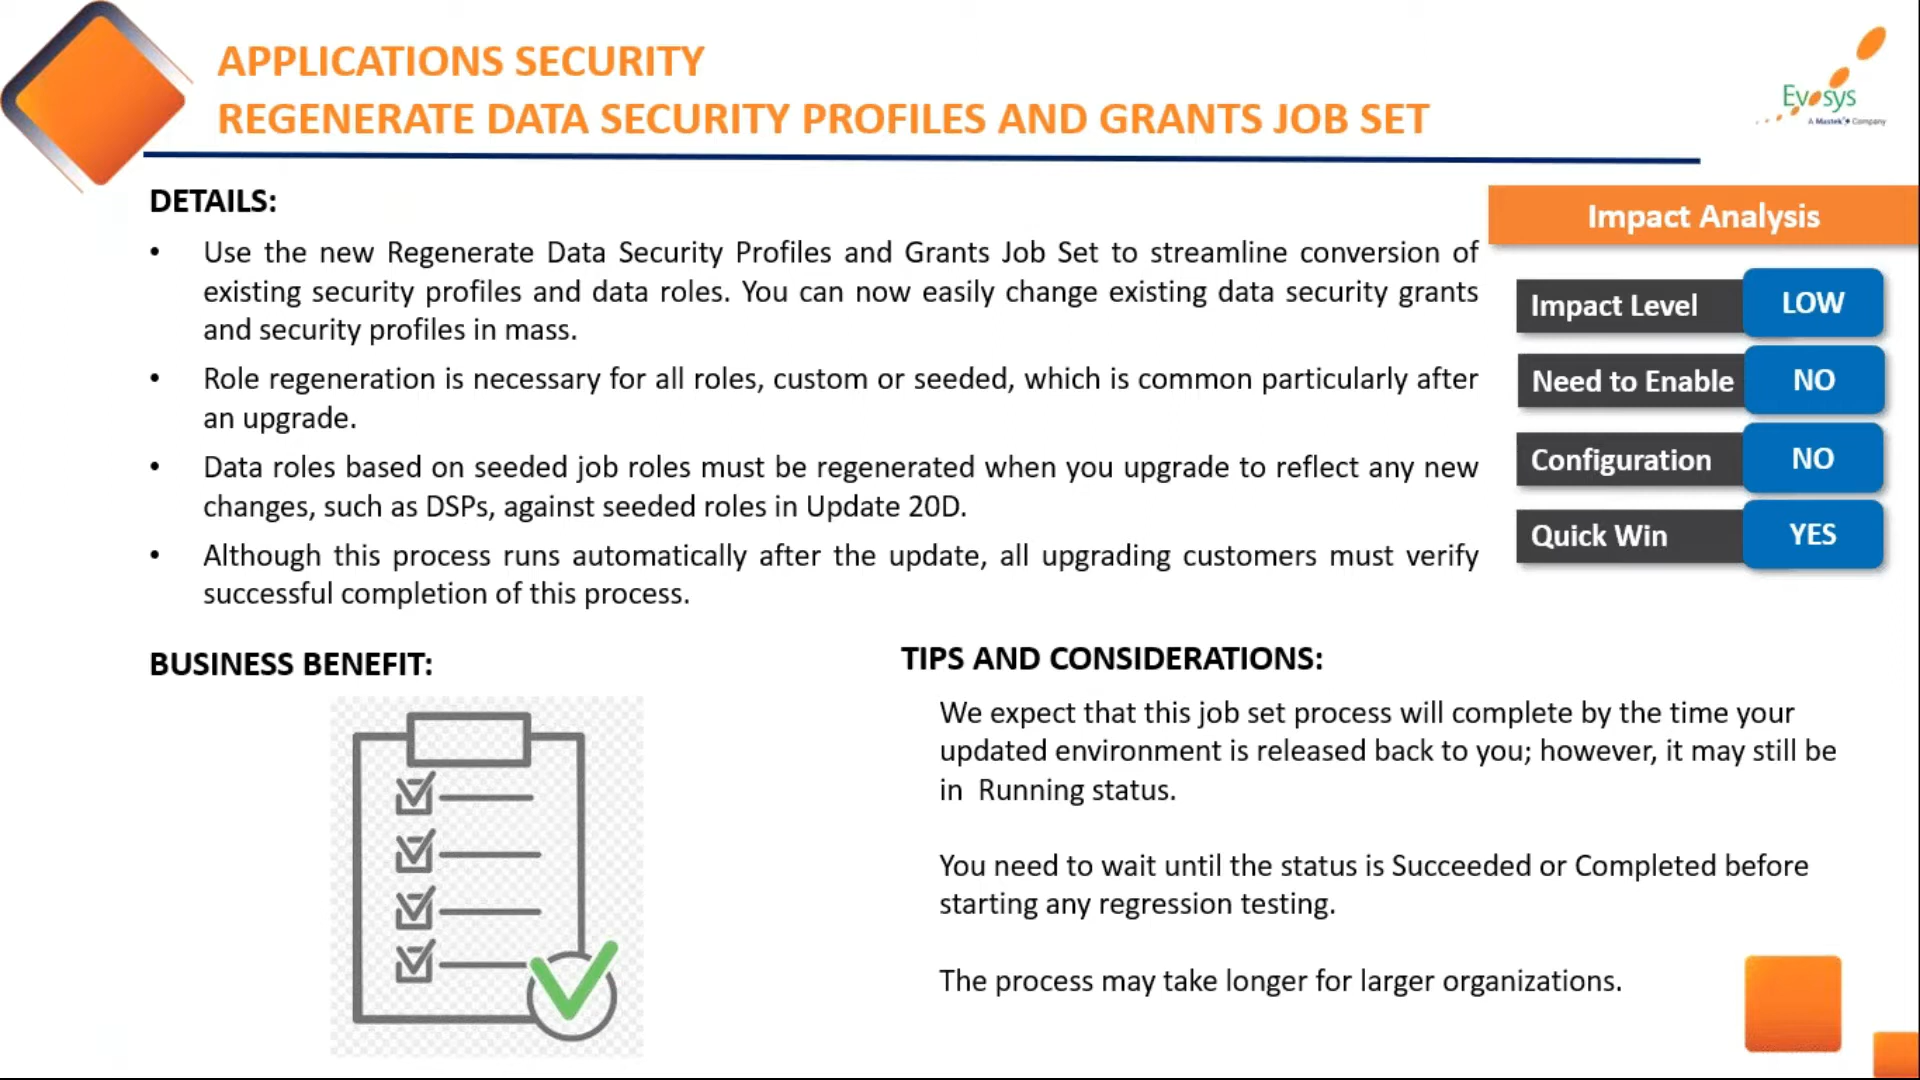 APPLICATIONS SECURITY
REGENERATE DATA SECURITY PROFILES AND GRANTS JOB SET
Evosys
A Mastek Company
DETAILS:
• Use the new Regenerate Data Security Profiles and Grants Job Set to streamline conversion of
existing security profiles and data roles. You can now easily change existing data security grants
and security profiles in mass.
• Role regeneration is necessary for all roles, custom or seeded, which is common particularly after
an upgrade.
• Data roles based on seeded job roles must be regenerated when you upgrade to reflect any new
changes, such as DSPs, against seeded roles in Update 20D.
• Although this process runs automatically after the update, all upgrading customers must verify
successful completion of this process.
Impact Analysis
Impact Level LOW
Need to Enable NO
Configuration NO
Quick Win YES
BUSINESS BENEFIT:
TIPS AND CONSIDERATIONS:
We expect that this job set process will complete by the time your
updated environment is released back to you; however, it may still be
in  Running status.
You need to wait until the status is Succeeded or Completed before
starting any regression testing.
The process may take longer for larger organizations.